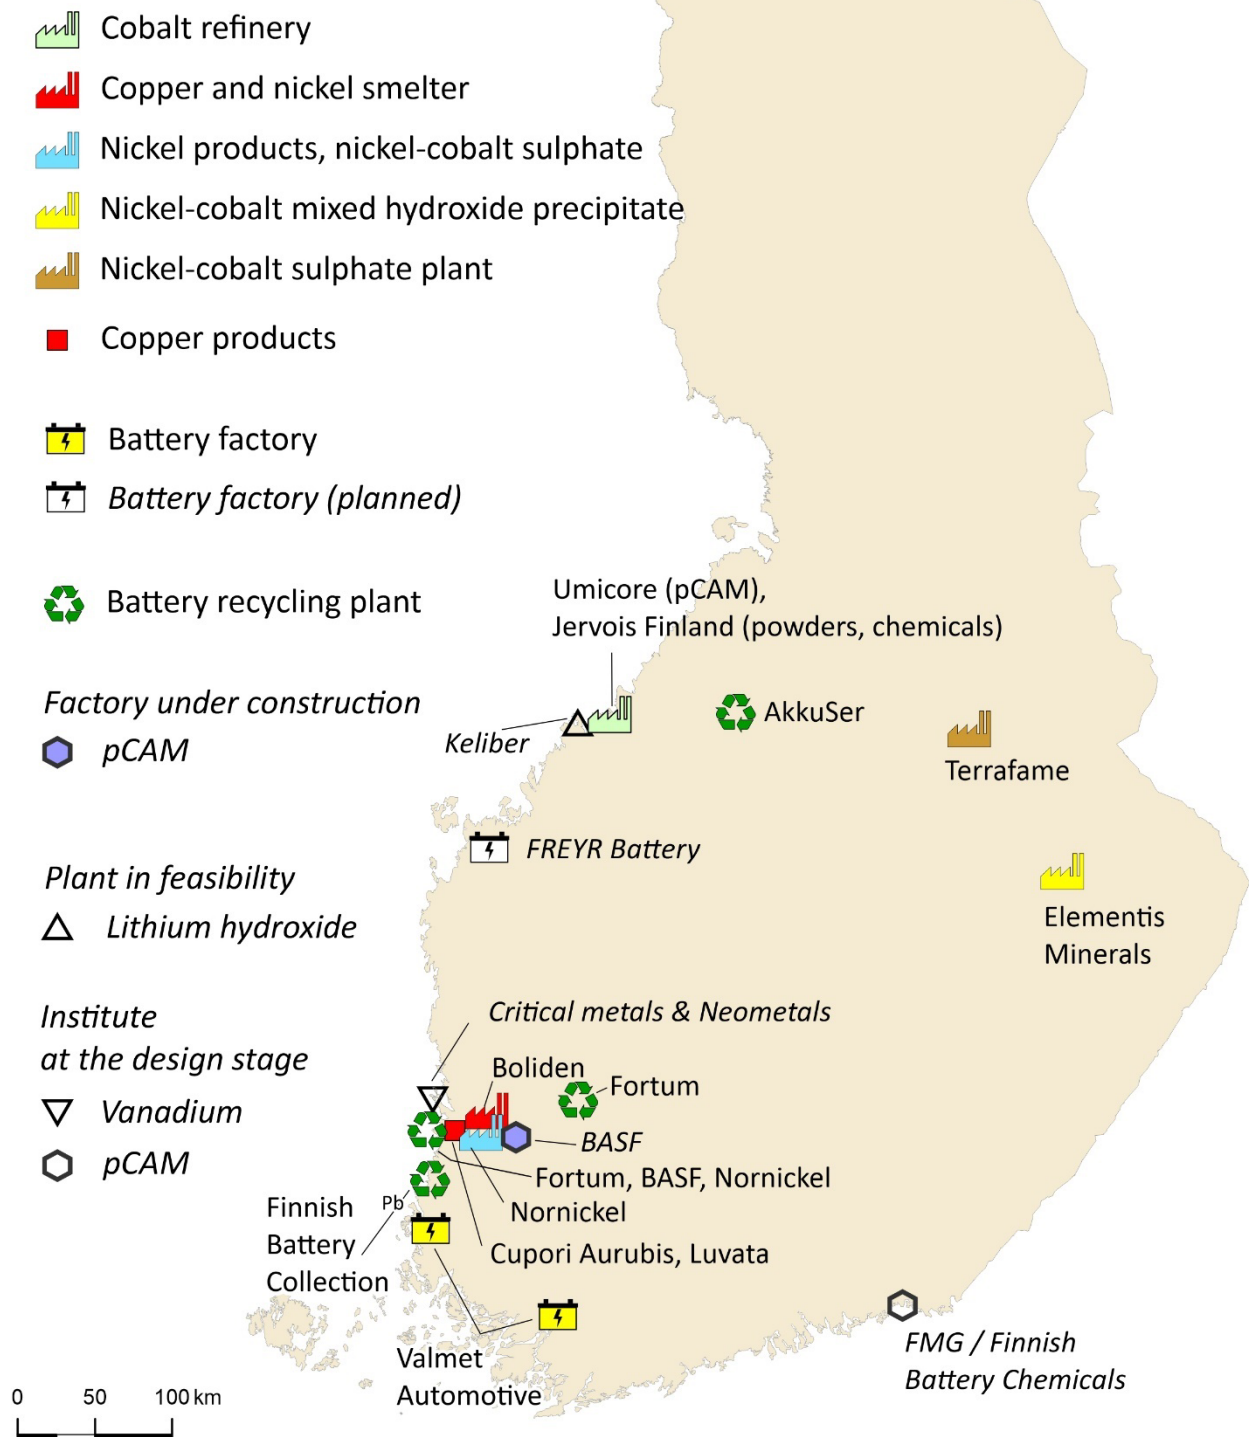 Cobalt refinery
Copper and nickel smelter
Nickel products, nickel-cobalt sulphate
Nickel-cobalt mixed hydroxide precipitate
Nickel-cobalt sulphate plant
Copper products
Battery factory
Battery factory (planned)
Battery recycling plant
Factory under construction
pCAM
Plant in feasibility
Lithium hydroxide
Institute
at the design stage
Vanadium
pCAM
Umicore (pCAM),
Jervois Finland (powders, chemicals)
Keliber
AkkuSer
Terrafame
FREYR Battery
Elementis
Minerals
Critical metals & Neometals
Boliden
Fortum
BASF
Fortum, BASF, Nornickel
Nornickel
Cupori Aurubis, Luvata
Pb
Finnish
Battery
Collection
Valmet
Automotive
FMG / Finnish
Battery Chemicals
0 50 100 km